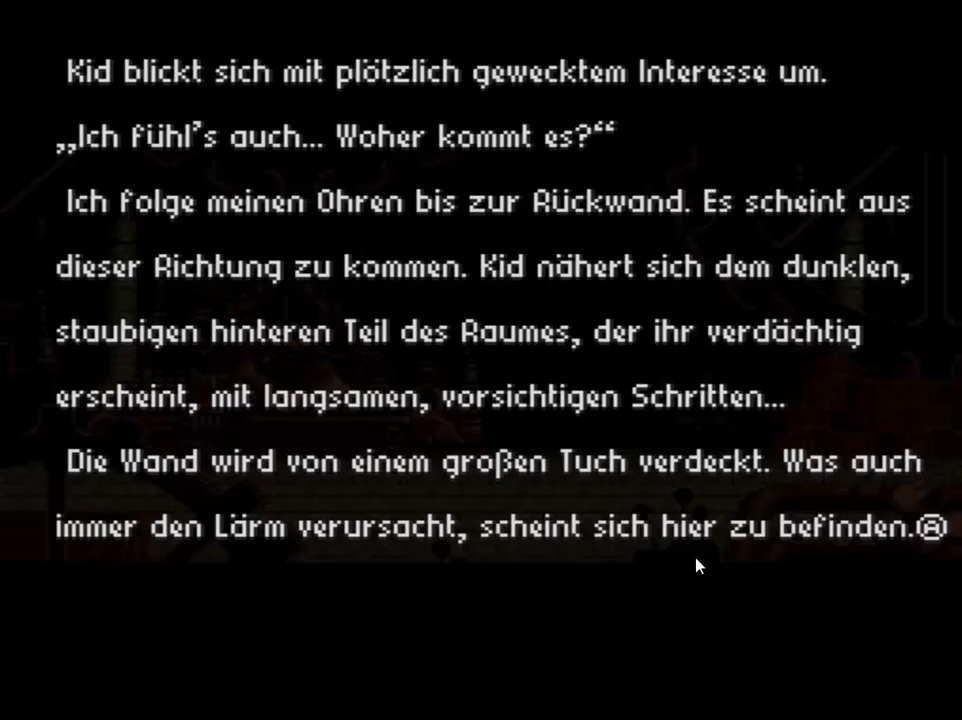 Kid blickt sich mit plötzlich gewecktem Interesse um.
„Ich fühl’s auch... Woher kommt es?“
Ich folge meinen Ohren bis zur Rückwand. Es scheint aus
dieser Richtung zu kommen. Kid nähert sich dem dunklen,
staubigen hinteren Teil des Raumes, der ihr verdächtig
erscheint, mit langsamen, vorsichtigen Schritten...
Die Wand wird von einem großen Tuch verdeckt. Was auch
immer den Lärm verursacht, scheint sich hier zu befinden.Ⓐ